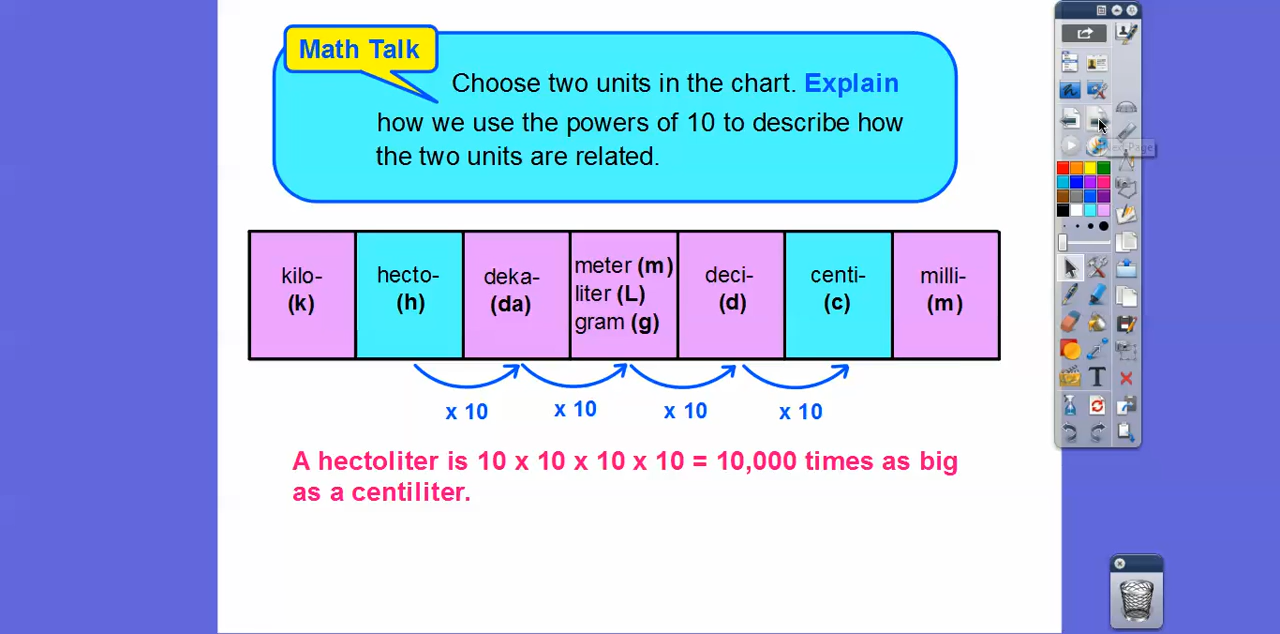 Math Talk
Choose two units in the chart. Explain
how we use the powers of 10 to describe how
the two units are related.
kilo-
(k)
hecto-
(h)
deka-
(da)
meter (m)
liter (L)
gram (g)
deci-
(d)
centi-
(c)
milli-
(m)
x 10
x 10
x 10
x 10
A hectoliter is 10 x 10 x 10 x 10 = 10,000 times as big
as a centiliter.
T